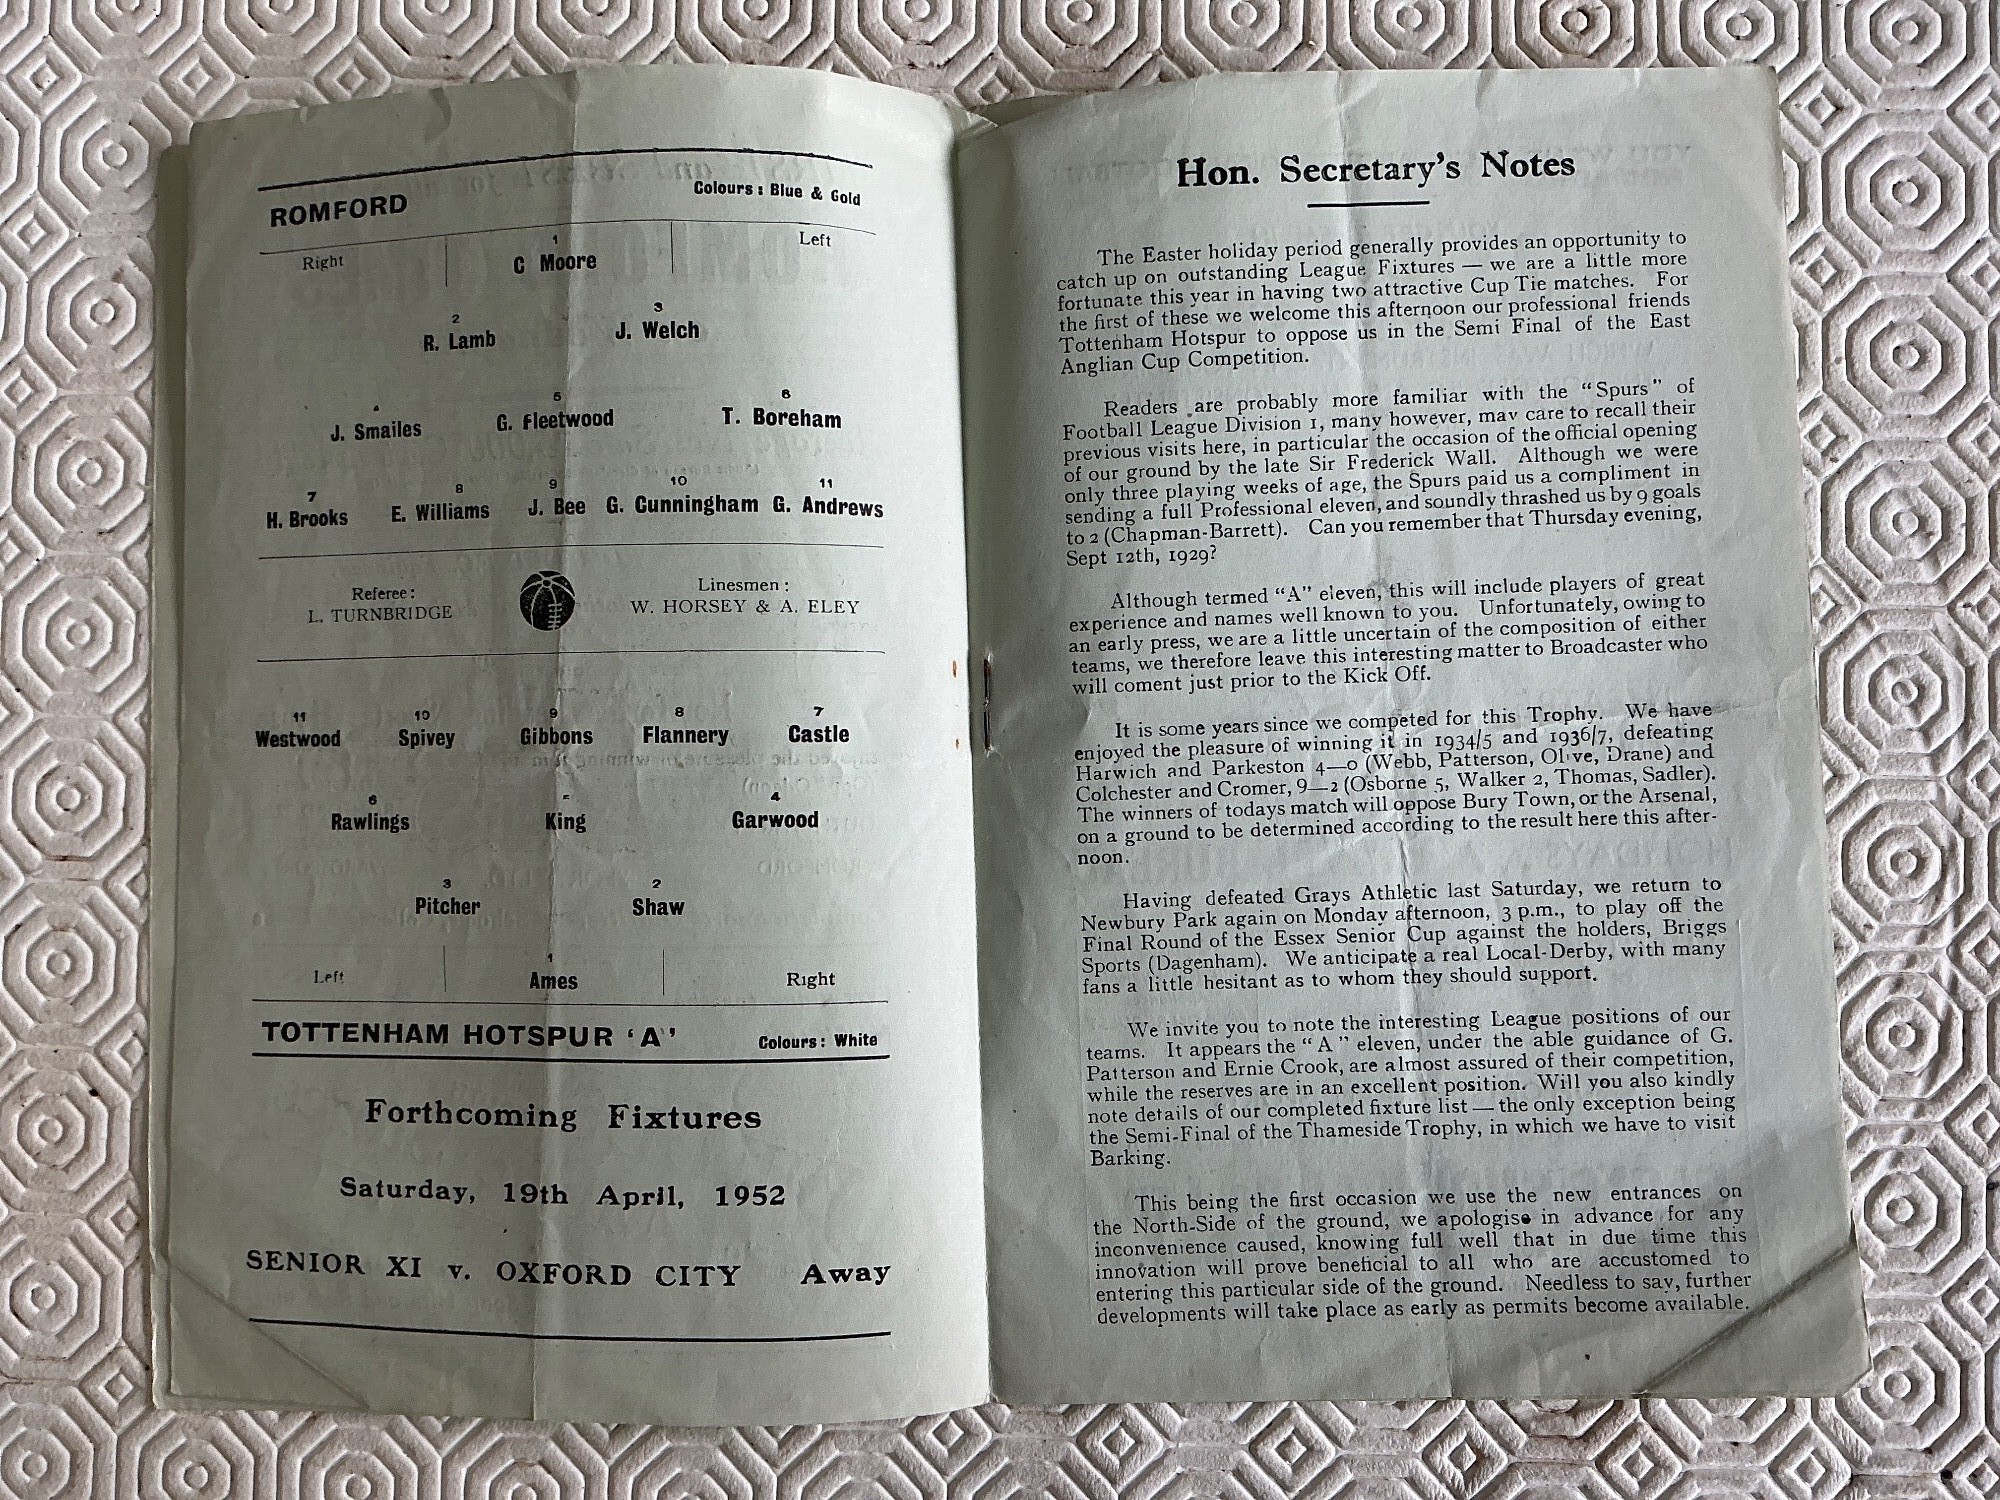 ROMFORD Colours: Blue & Gold
Right 1 Left
C Moore
2 3
R. Lamb J. Welch
4 5 6
J. Smailes G. Fleetwood T. Boreham
7 8 9 10 11
H. Brooks E. Williams J. Bee G. Cunningham G. Andrews
Referee: Linesmen:
L. TURNBRIDGE W. HORSEY & A. ELEY
11 10 9 8 7
Westwood Spivey Gibbons Flannery Castle
6 4
Rawlings King Garwood
3 2
Pitcher Shaw
1
Left Ames Right
TOTTENHAM HOTSPUR 'A' Colours: White
Forthcoming Fixtures
Saturday, 19th April, 1952
SENIOR XI v. OXFORD CITY Away
Hon. Secretary's Notes
The Easter holiday period generally provides an opportunity to
catch up on outstanding League Fixtures — we are a little more
fortunate this year in having two attractive Cup Tie matches. For
the first of these we welcome this afternoon our professional friends
Tottenham Hotspur to oppose us in the Semi Final of the East
Anglian Cup Competition.
Readers are probably more familiar with the "Spurs" of
Football League Division 1, many however, may care to recall their
previous visits here, in particular the occasion of the official opening
of our ground by the late Sir Frederick Wall. Although we were
only three playing weeks of age, the Spurs paid us a compliment in
sending a full Professional eleven, and soundly thrashed us by 9 goals
to 2 (Chapman-Barrett). Can you remember that Thursday evening,
Sept 12th, 1929?
Although termed "A" eleven, this will include players of great
experience and names well known to you. Unfortunately, owing to
an early press, we are a little uncertain of the composition of either
teams, we therefore leave this interesting matter to Broadcaster who
will coment just prior to the Kick Off.
It is some years since we competed for this Trophy. We have
enjoyed the pleasure of winning it in 1934/5 and 1936/7, defeating
Harwich and Parkeston 4—0 (Webb, Patterson, Olive, Drane) and
Colchester and Cromer, 9—2 (Osborne 5, Walker 2, Thomas, Sadler).
The winners of todays match will oppose Bury Town, or the Arsenal,
on a ground to be determined according to the result here this after-
noon.
Having defeated Grays Athletic last Saturday, we return to
Newbury Park again on Monday afternoon, 3 p.m., to play off the
Final Round of the Essex Senior Cup against the holders, Briggs
Sports (Dagenham). We anticipate a real Local-Derby, with many
fans a little hesitant as to whom they should support.
We invite you to note the interesting League positions of our
teams. It appears the "A" eleven, under the able guidance of G.
Patterson and Ernie Crook, are almost assured of their competition,
while the reserves are in an excellent position. Will you also kindly
note details of our completed fixture list — the only exception being
the Semi-Final of the Thameside Trophy, in which we have to visit
Barking.
This being the first occasion we use the new entrances on
the North-Side of the ground, we apologise in advance for any
inconvenience caused, knowing full well that in due time this
innovation will prove beneficial to all who are accustomed to
entering this particular side of the ground. Needless to say, further
developments will take place as early as permits become available.